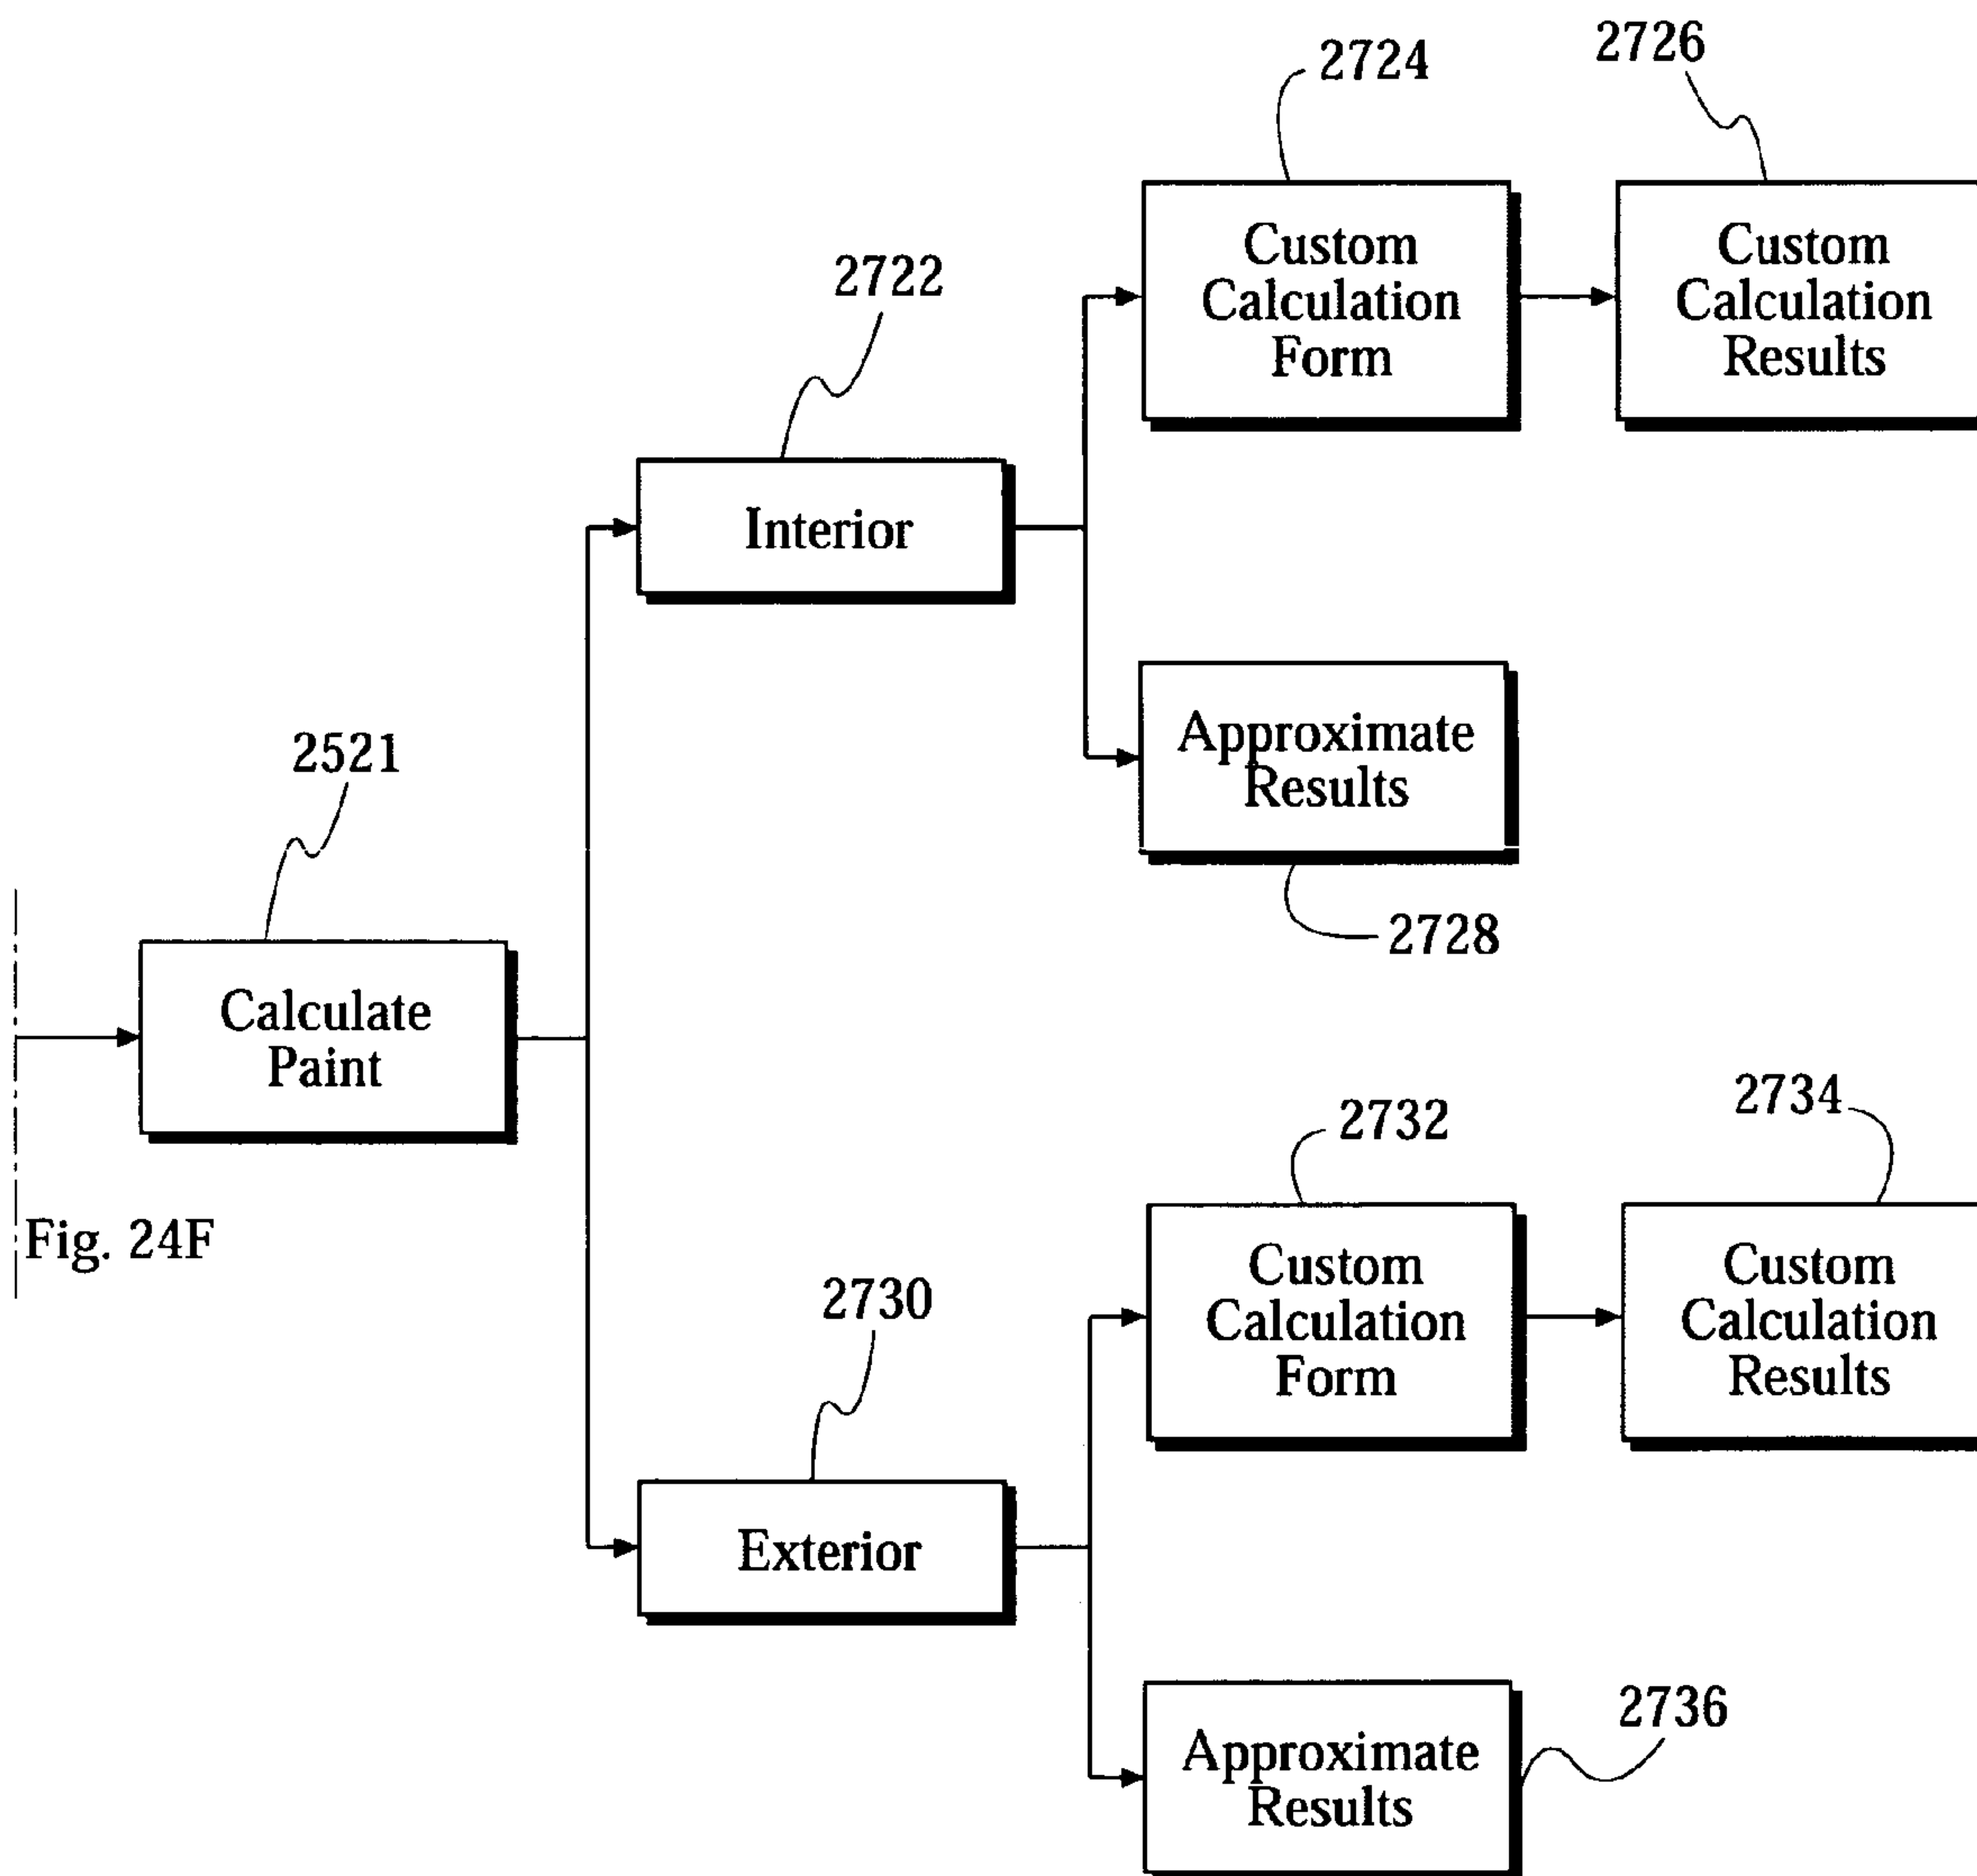 2724
2726
Custom
Calculation
Form
Custom
Calculation
Results
2722
Interior
Approximate
Results
2728
2521
Calculate
Paint
Fig. 24F
2732
2734
Custom
Calculation
Form
Custom
Calculation
Results
2730
Exterior
2736
Approximate
Results